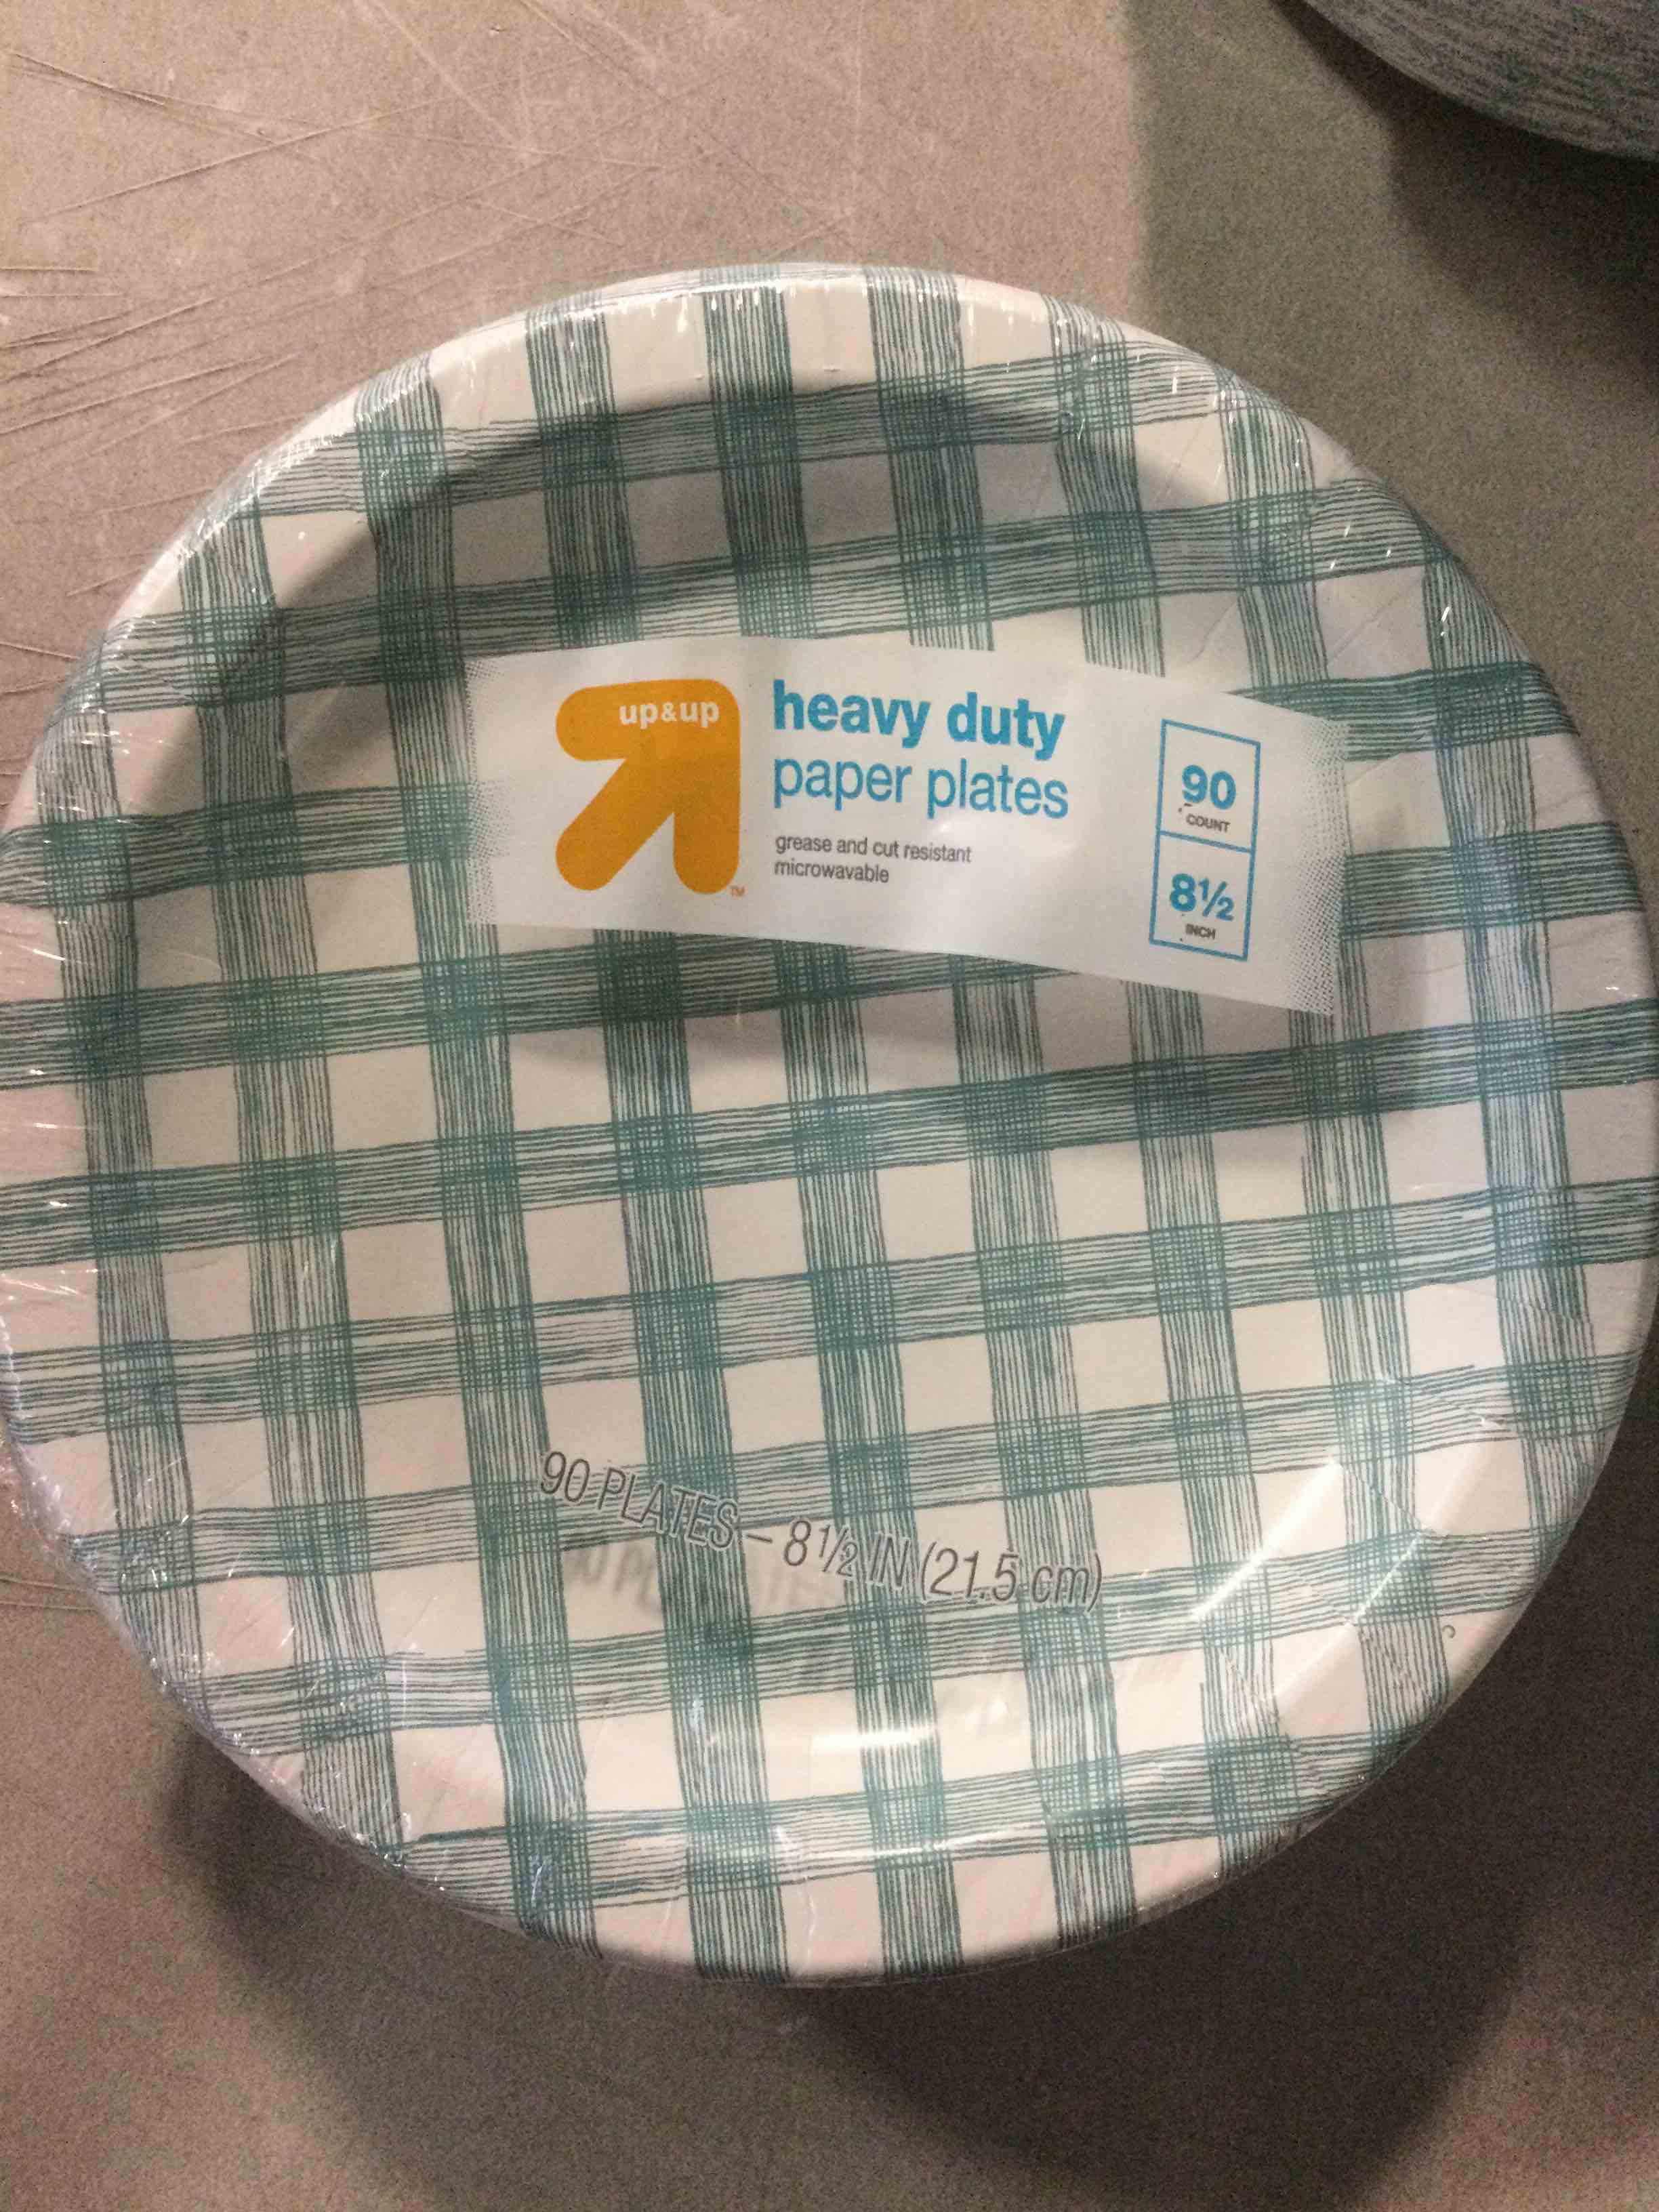 up&up
TM
heavy duty
paper plates
grease and cut resistant
microwavable
90
COUNT
8½
INCH
90 PLATES – 8½ IN (21.5 cm)